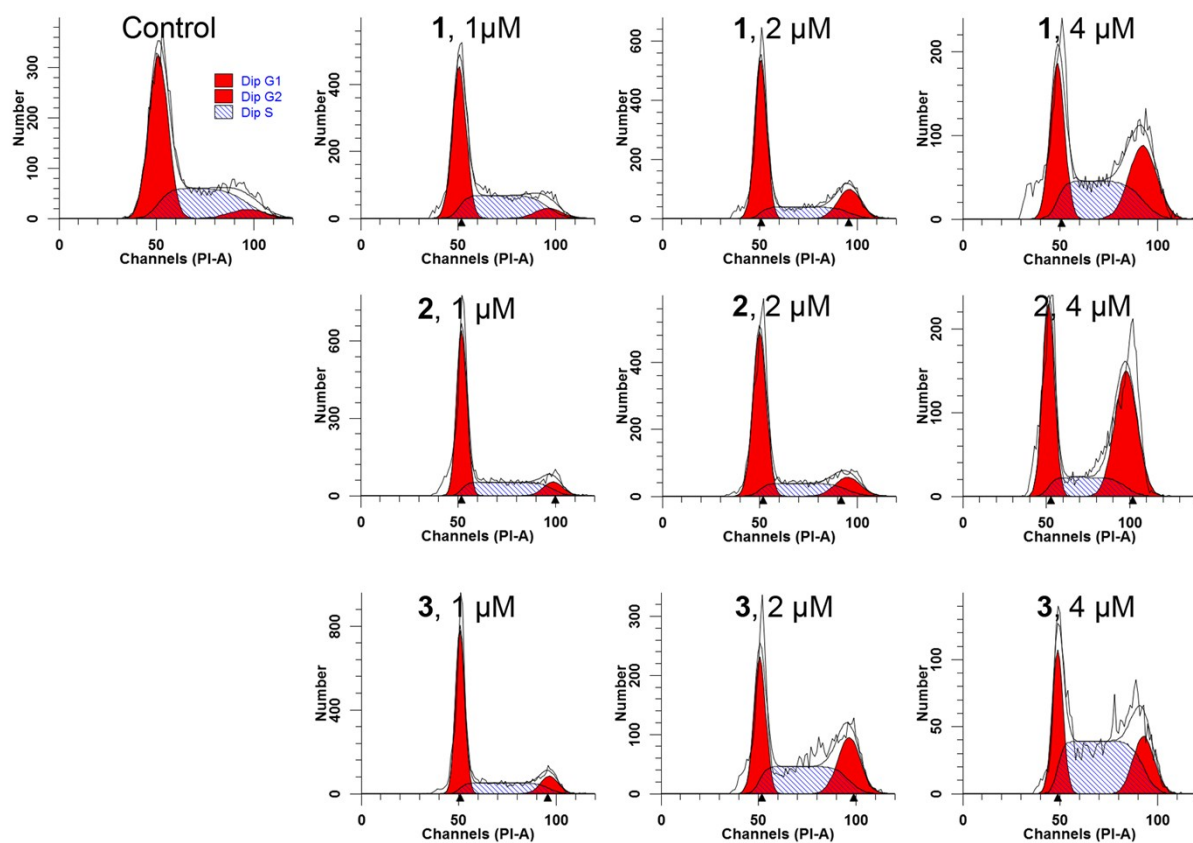 Control
Number
300
200
100
0
Dip G1
Dip G2
Dip S
0 50 100
Channels (PI-A)
1, 1µM
Number
400
200
0
0 50 100
Channels (PI-A)
1, 2 µM
Number
600
400
200
0
0 50 100
Channels (PI-A)
1, 4 µM
Number
200
100
0
0 50 100
Channels (PI-A)
2, 1 µM
Number
600
300
0
0 50 100
Channels (PI-A)
2, 2 µM
Number
400
200
0
0 50 100
Channels (PI-A)
2, 4 µM
Number
200
100
0
0 50 100
Channels (PI-A)
3, 1 µM
Number
800
400
0
0 50 100
Channels (PI-A)
3, 2 µM
Number
300
200
100
0
0 50 100
Channels (PI-A)
3, 4 µM
Number
100
50
0
0 50 100
Channels (PI-A)